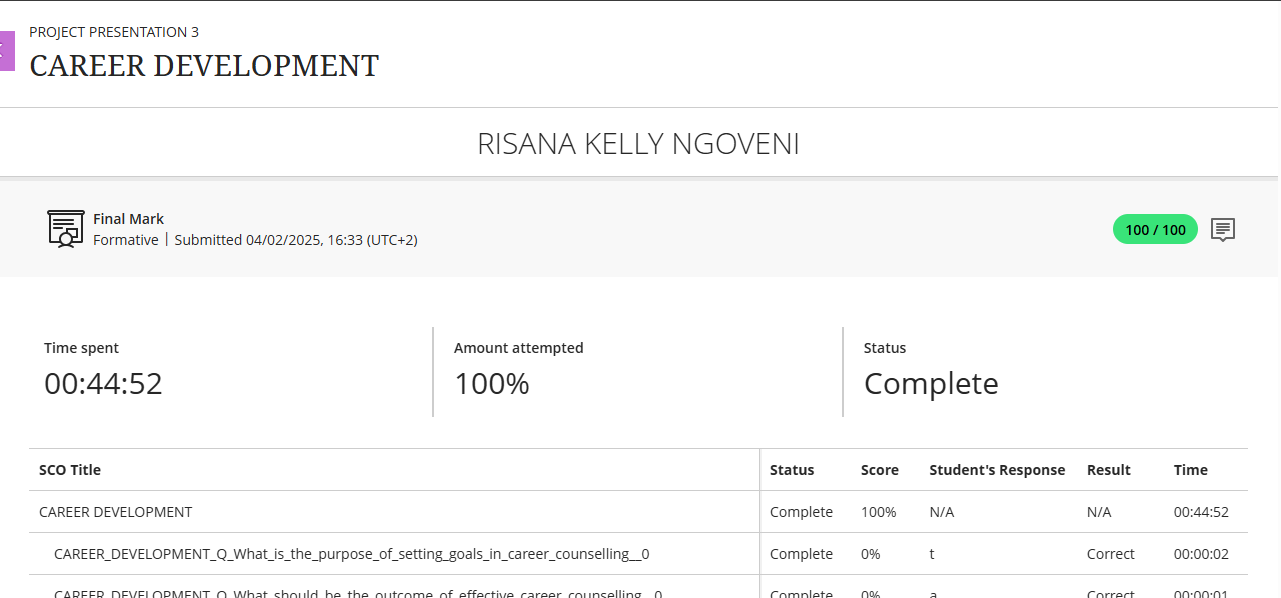 PROJECT PRESENTATION 3
CAREER DEVELOPMENT
RISANA KELLY NGOVENI
Final Mark
Formative | Submitted 04/02/2025, 16:33 (UTC+2)
100 / 100
Time spent
00:44:52
Amount attempted
100%
Status
Complete
SCO Title Status Score Student's Response Result Time
CAREER DEVELOPMENT Complete 100% N/A N/A 00:44:52
CAREER_DEVELOPMENT_Q_What_is_the_purpose_of_setting_goals_in_career_counselling__0 Complete 0% t Correct 00:00:02
CAREER_DEVELOPMENT_Q_What_should_be_the_outcome_of_effective_career_counselling__0 Complete 0% a Correct 00:00:01